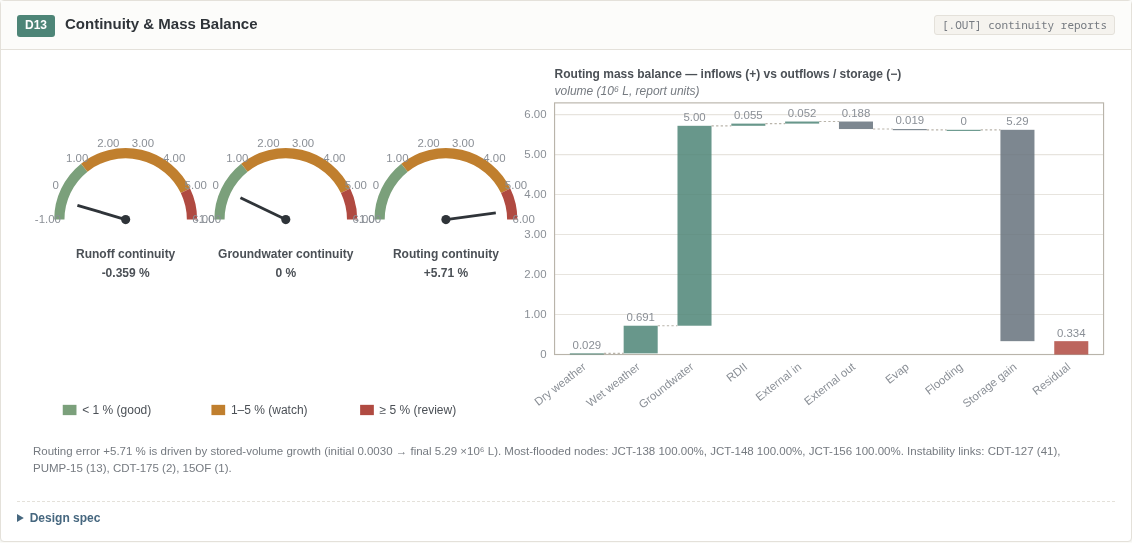 D13 Continuity & Mass Balance
[.OUT] continuity reports
-1.00 0 1.00 2.00 3.00 4.00 5.00
Runoff continuity
-0.359 %
0 1.00 2.00 3.00 4.00 5.00
Groundwater continuity
0 %
0 1.00 2.00 3.00 4.00 5.00 6.00
Routing continuity
+5.71 %
< 1 % (good)
1–5 % (watch)
≥ 5 % (review)
Routing mass balance — inflows (+) vs outflows / storage (−)
volume (10⁶ L, report units)
6.00
5.00
4.00
3.00
2.00
1.00
0
0.029 0.691 5.00 0.055 0.052 0.188 0.019 0 5.29 0.334
Dry weather
Wet weather
Groundwater
RDII
External in
External out
Evap
Flooding
Storage gain
Residual
Routing error +5.71 % is driven by stored-volume growth (initial 0.0030 → final 5.29 ×10⁶ L). Most-flooded nodes: JCT-138 100.00%, JCT-148 100.00%, JCT-156 100.00%. Instability links: CDT-127 (41),
PUMP-15 (13), CDT-175 (2), 15OF (1).
Design spec